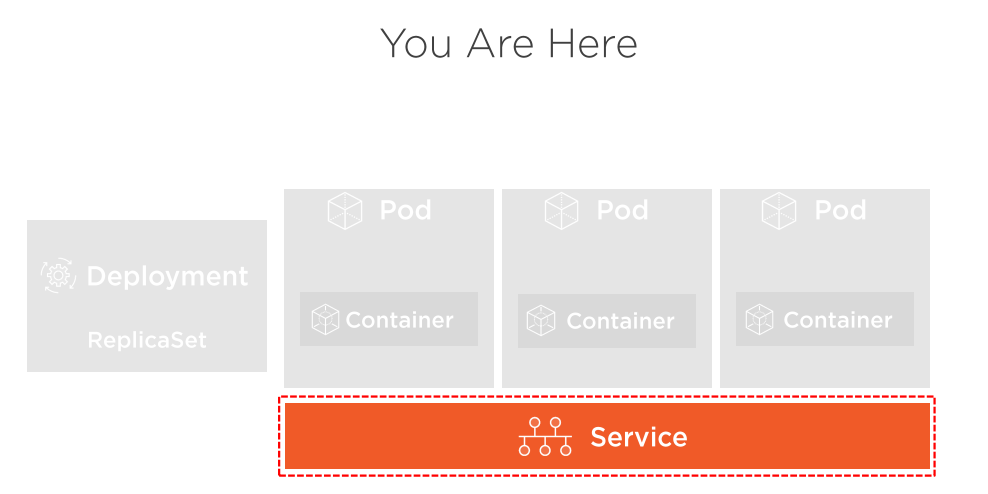 You Are Here
Pod
Pod
Pod
Deployment
ReplicaSet
Container
Container
Container
Service